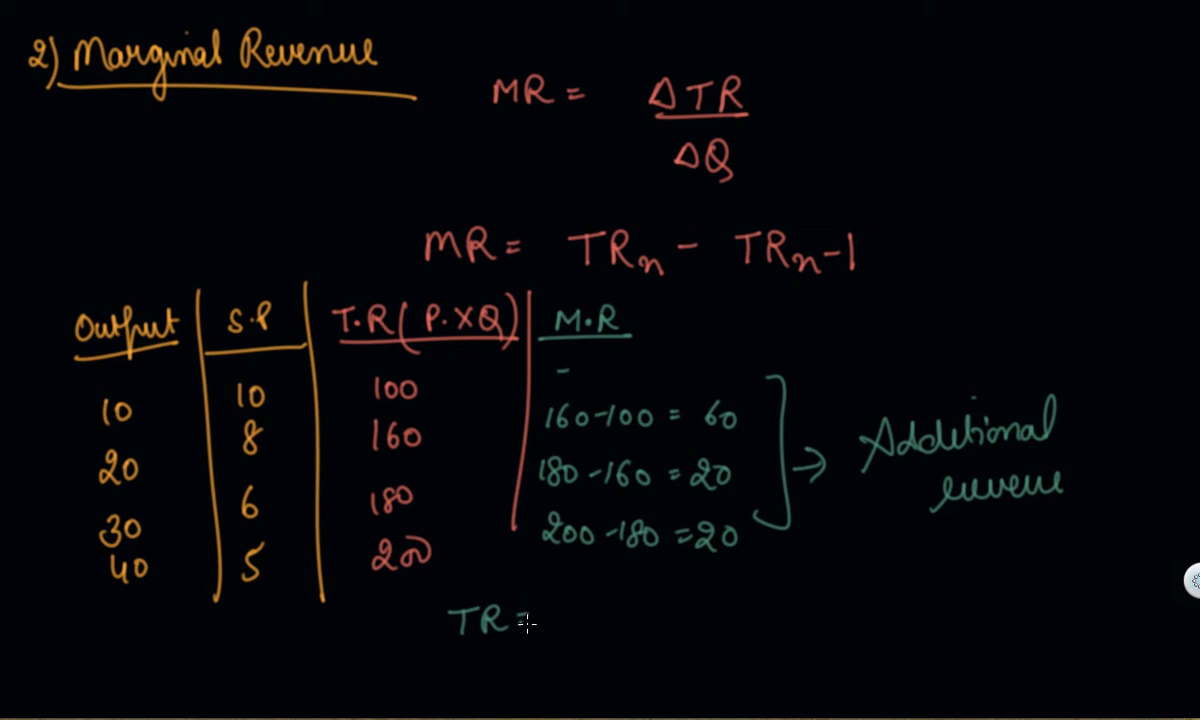 2) Marginal Revenue
MR = ΔTR
ΔQ
MR = TRn - TRn-1
Output S.P T.R (P.XQ) M.R
10 10 100 -
20 8 160 160-100 = 60
30 6 180 180-160 = 20
40 5 200 200-180 = 20
Additional
TR =